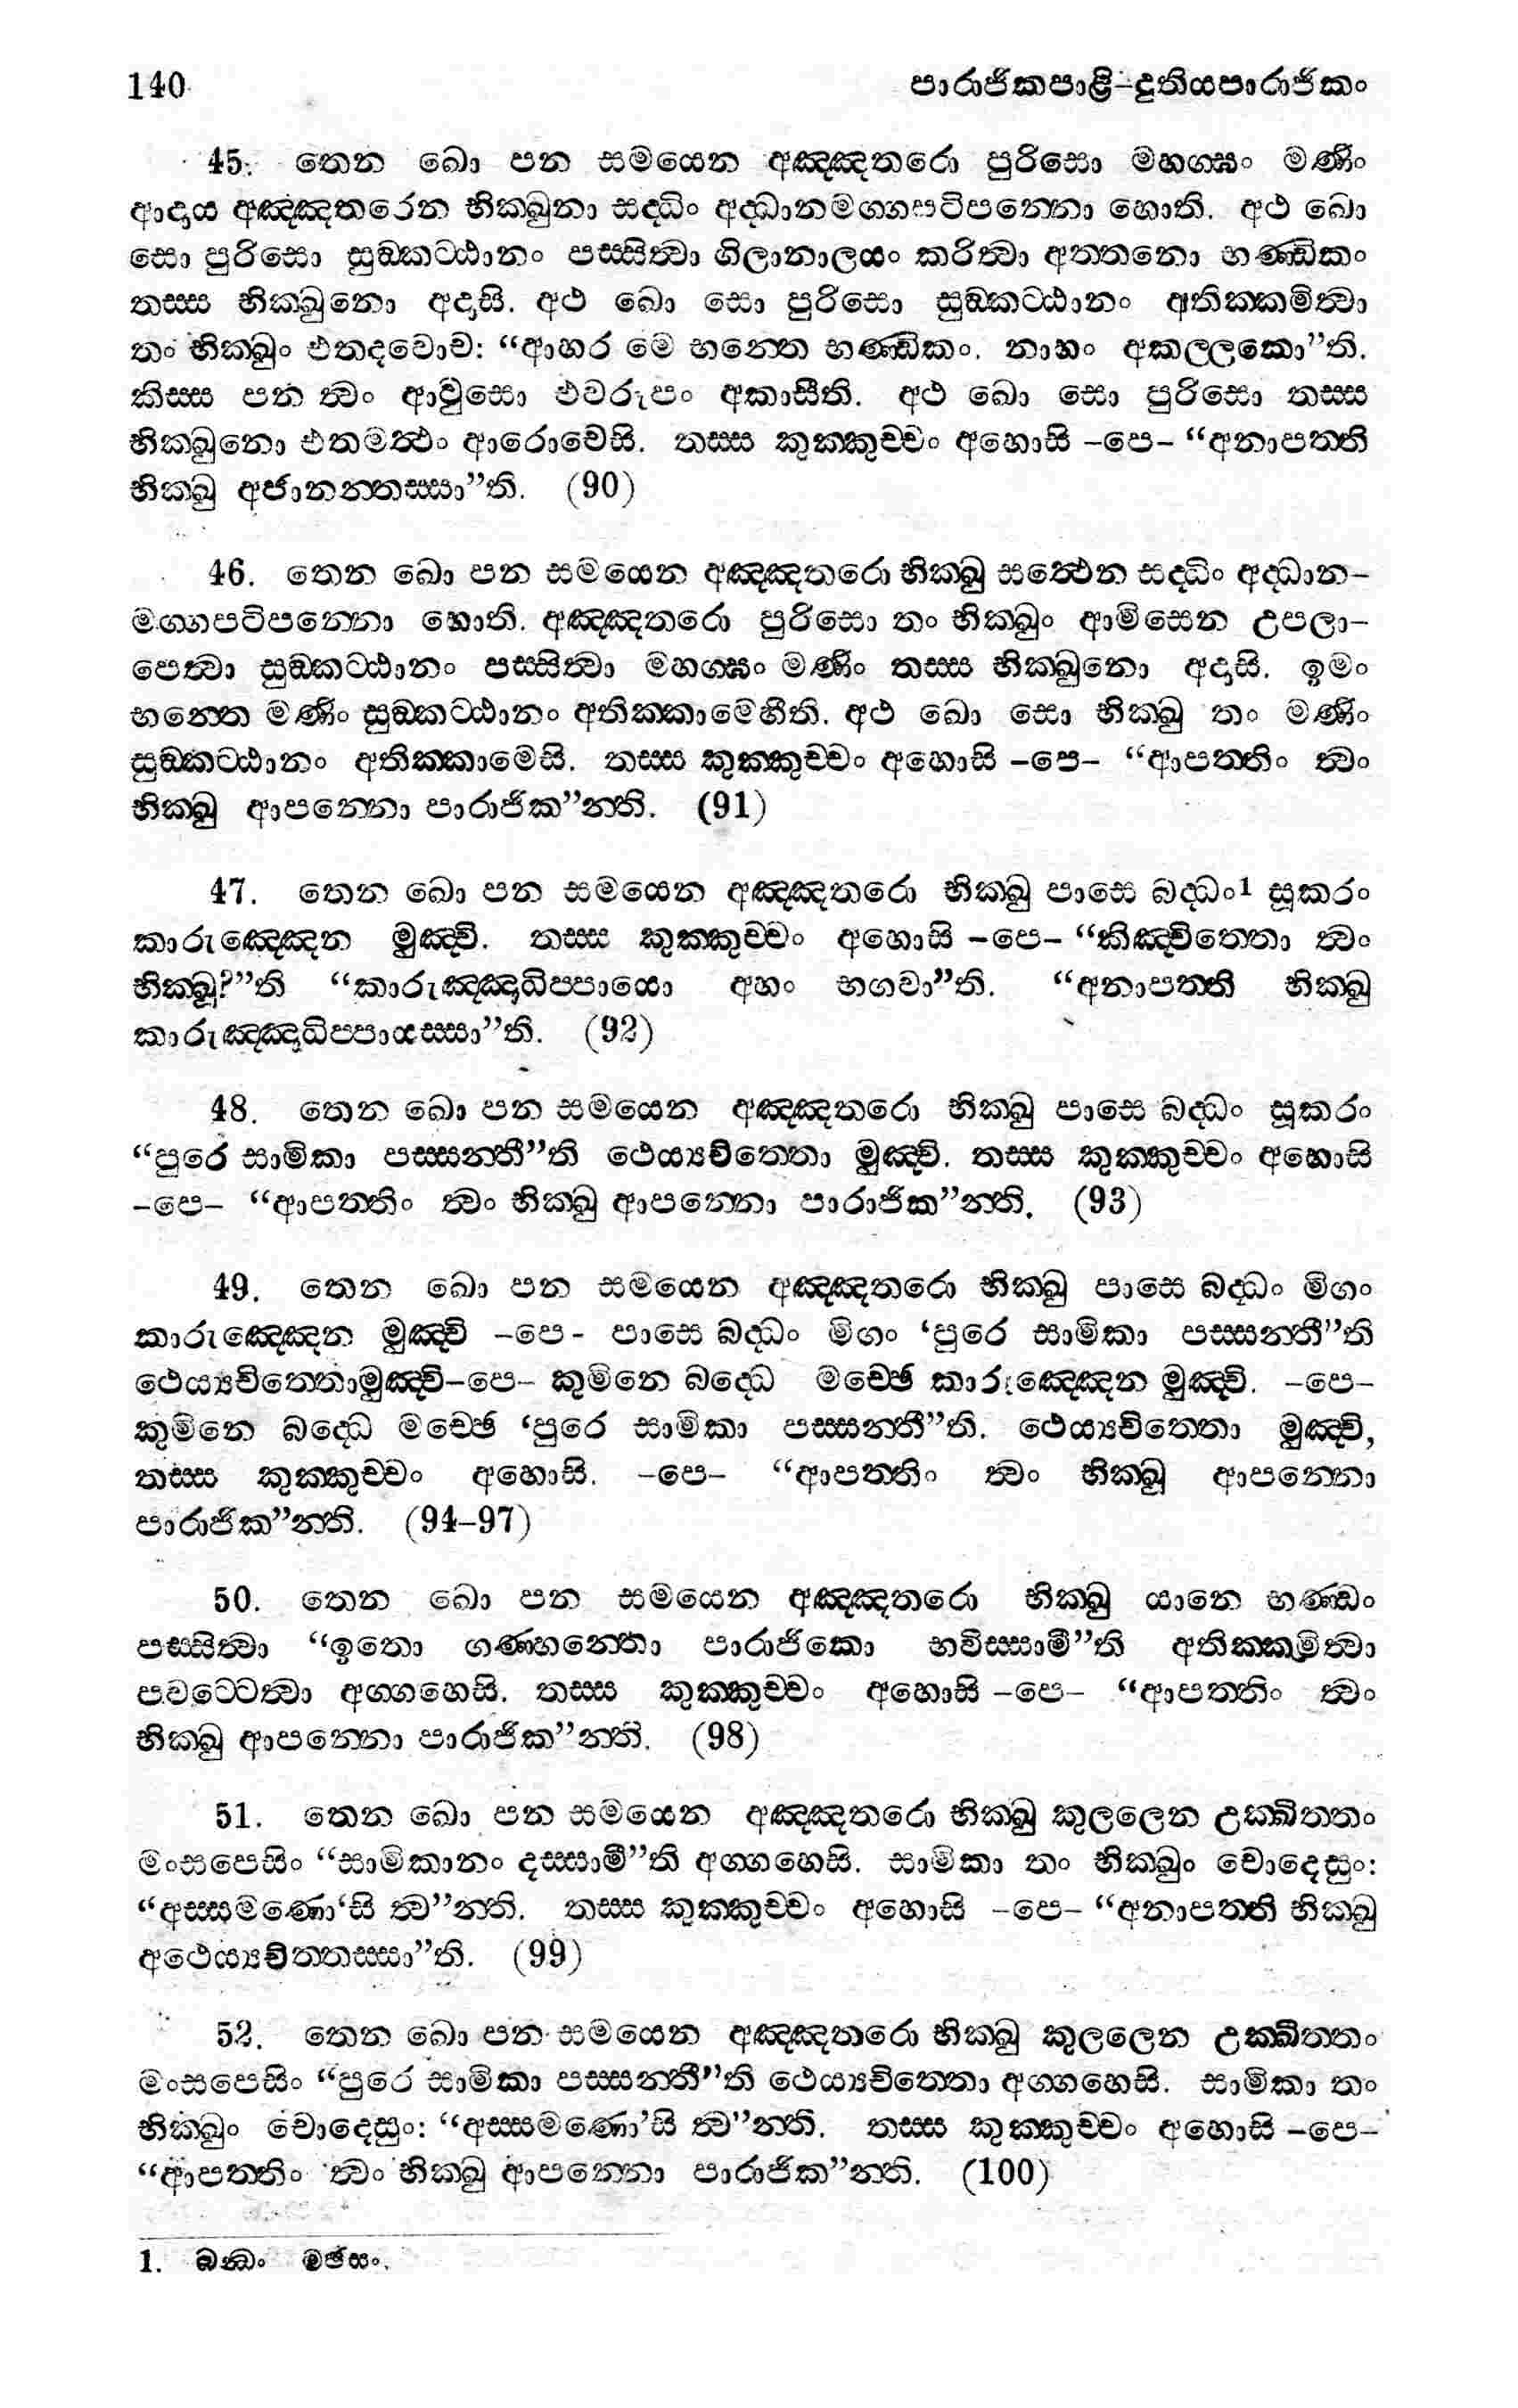 140
පාරාජිකපාළි-දුතියපාරාජිකං
45. තෙන ඛො පන සමයෙන අඤ්ඤතරො පුරිසො මහග්ඝං මණිං
ආදාය අඤ්ඤතරෙන භික්ඛුනා සද්ධිං අද්ධානමග්ගපටිපන්නො හොති. අථ ඛො
සො පුරිසො සුඞ්කට්ඨානං පස්සිත්වා ගිලානාලයං කරිත්වා අත්තනො භණ්ඩිකං
තස්ස භික්ඛුනො අදාසි. අථ ඛො සො පුරිසො සුඞ්කට්ඨානං අතික්කමිත්වා
තං භික්ඛුං එතදවොච: “ආහර මෙ භන්තෙ භණ්ඩිකං. නාහං අකල්ලකො”ති.
කිස්ස පන ත්වං ආවුසො එවරූපං අකාසීති. අථ ඛො සො පුරිසො තස්ස
භික්ඛුනො එතමත්ථං ආරොචෙසි. තස්ස කුක්කුච්චං අහොසි -පෙ- “අනාපත්ති
භික්ඛු අජානන්තස්සා”ති. (90)
46. තෙන ඛො පන සමයෙන අඤ්ඤතරො භික්ඛු සත්ථෙන සද්ධිං අද්ධාන-
මග්ගපටිපන්නො හොති. අඤ්ඤතරො පුරිසො තං භික්ඛුං ආමිසෙන උපලා-
පෙත්වා සුඞ්කට්ඨානං පස්සිත්වා මහග්ඝං මණිං තස්ස භික්ඛුනො අදාසි. ඉමං
භන්තෙ මණිං සුඞ්කට්ඨානං අතික්කාමෙහීති. අථ ඛො සො භික්ඛු තං මණිං
සුඞ්කට්ඨානං අතික්කාමෙසි. තස්ස කුක්කුච්චං අහොසි -පෙ- “ආපත්තිං ත්වං
භික්ඛු ආපන්නො පාරාජික”න්ති. (91)
47. තෙන ඛො පන සමයෙන අඤ්ඤතරො භික්ඛු පාසෙ බද්ධං1 සූකරං
කාරුඤ්ඤෙන මුඤ්චි. තස්ස කුක්කුච්චං අහොසි -පෙ- “කිඤ්චිත්තො ත්වං
භික්ඛූ?”ති “කාරුඤ්ඤාධිප්පායො අහං භගවා”ති. “අනාපත්ති භික්ඛු
කාරුඤ්ඤාධිප්පායස්සා”ති. (92)
48. තෙන ඛො පන සමයෙන අඤ්ඤතරො භික්ඛු පාසෙ බද්ධං සූකරං
“පුරෙ සාමිකා පස්සන්තී”ති ථෙය්‍යචිත්තො මුඤ්චි. තස්ස කුක්කුච්චං අහොසි
-පෙ- “ආපත්තිං ත්වං භික්ඛු ආපන්නො පාරාජික”න්ති. (93)
49. තෙන ඛො පන සමයෙන අඤ්ඤතරො භික්ඛු පාසෙ බද්ධං මිගං
කාරුඤ්ඤෙන මුඤ්චි -පෙ- පාසෙ බද්ධං මිගං ‘පුරෙ සාමිකා පස්සන්තී”ති
ථෙය්‍යචිත්තොමුඤ්චි-පෙ- කුමිනෙ බද්ධෙ මච්ඡෙ කාරුඤ්ඤෙන මුඤ්චි. -පෙ-
කුමිනෙ බද්ධෙ මච්ඡෙ ‘පුරෙ සාමිකා පස්සන්තී”ති. ථෙය්‍යචිත්තො මුඤ්චි,
තස්ස කුක්කුච්චං අහොසි. -පෙ- “ආපත්තිං ත්වං භික්ඛු ආපන්නො
පාරාජික”න්ති. (94-97)
50. තෙන ඛො පන සමයෙන අඤ්ඤතරො භික්ඛු යානෙ භණ්ඩං
පස්සිත්වා “ඉතො ගණ්හන්තො පාරාජිකො භවිස්සාමී”ති අතික්කමිත්වා
පවට්ටෙත්වා අග්ගහෙසි. තස්ස කුක්කුච්චං අහොසි -පෙ- “ආපත්තිං ත්වං
භික්ඛු ආපන්නො පාරාජික”න්ති. (98)
51. තෙන ඛො පන සමයෙන අඤ්ඤතරො භික්ඛු කුලලෙන උක්ඛිත්තං
මංසපෙසිං “සාමිකානං දස්සාමී”ති අග්ගහෙසි. සාමිකා තං භික්ඛුං චොදෙසුං:
“අස්සමණො‘සි ත්ව”න්ති. තස්ස කුක්කුච්චං අහොසි -පෙ- “අනාපත්ති භික්ඛු
අථෙය්‍යචිත්තස්සා”ති. (99)
52. තෙන ඛො පන සමයෙන අඤ්ඤතරො භික්ඛු කුලලෙන උක්ඛිත්තං
මංසපෙසිං “පුරෙ සාමිකා පස්සන්තී”ති ථෙය්‍යචිත්තො අග්ගහෙසි. සාමිකා තං
භික්ඛුං චොදෙසුං: “අස්සමණො’සි ත්ව”න්ති. තස්ස කුක්කුච්චං අහොසි -පෙ-
“ආපත්තිං ත්වං භික්ඛු ආපන්නො පාරාජික”න්ති. (100)
1. බන්ධං මඡසං.